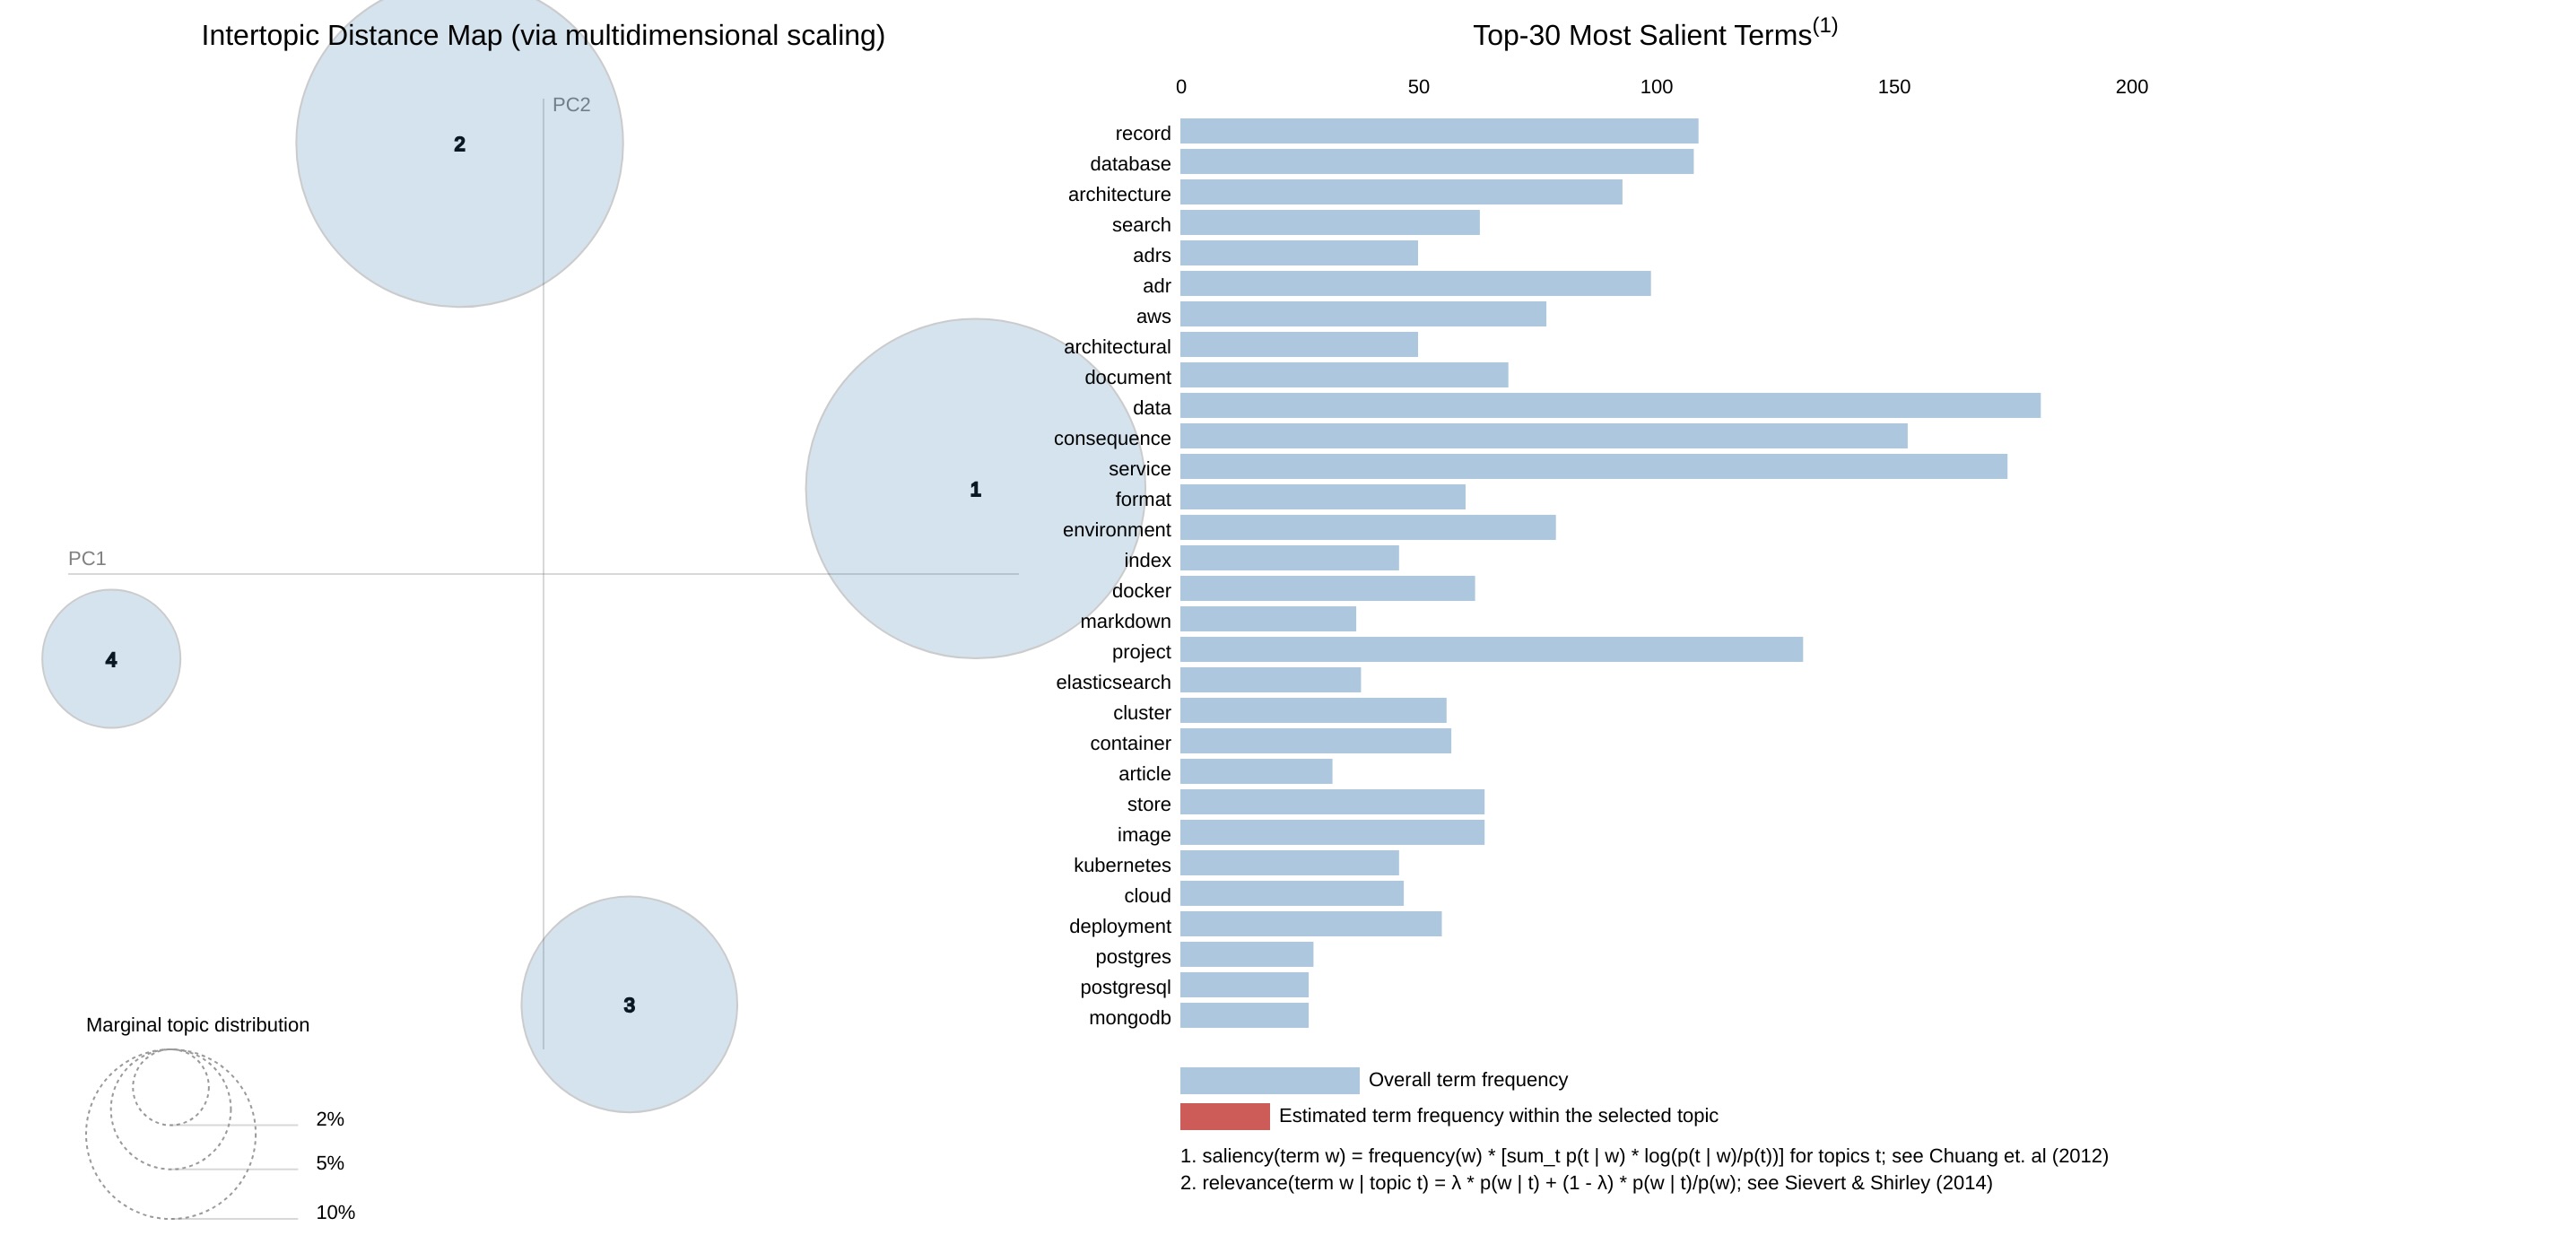 Intertopic Distance Map (via multidimensional scaling)
PC2
2
1
PC1
4
3
Marginal topic distribution
2%
5%
10%
Top-30 Most Salient Terms(1)
0 50 100 150 200
record
database
architecture
search
adrs
adr
aws
architectural
document
data
consequence
service
format
environment
index
docker
markdown
project
elasticsearch
cluster
container
article
store
image
kubernetes
cloud
deployment
postgres
postgresql
mongodb
Overall term frequency
Estimated term frequency within the selected topic
1. saliency(term w) = frequency(w) * [sum_t p(t | w) * log(p(t | w)/p(t))] for topics t; see Chuang et. al (2012)
2. relevance(term w | topic t) = λ * p(w | t) + (1 - λ) * p(w | t)/p(w); see Sievert & Shirley (2014)